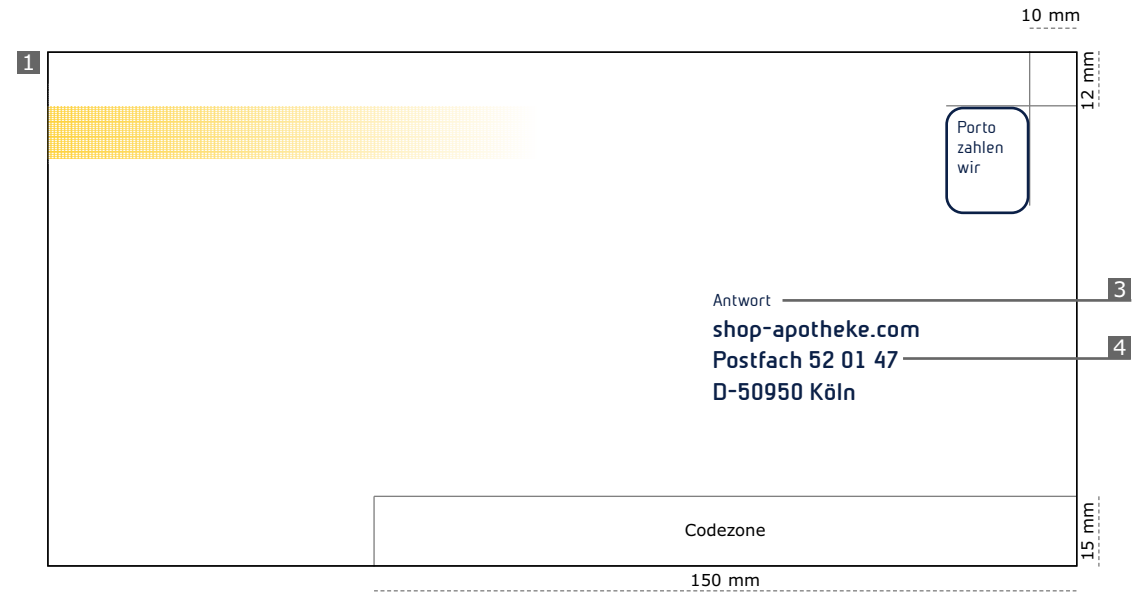 10 mm
1
12 mm
Porto
zahlen
wir
Antwort
3
shop-apotheke.com
Postfach 52 01 47
4
D-50950 Köln
Codezone
15 mm
150 mm